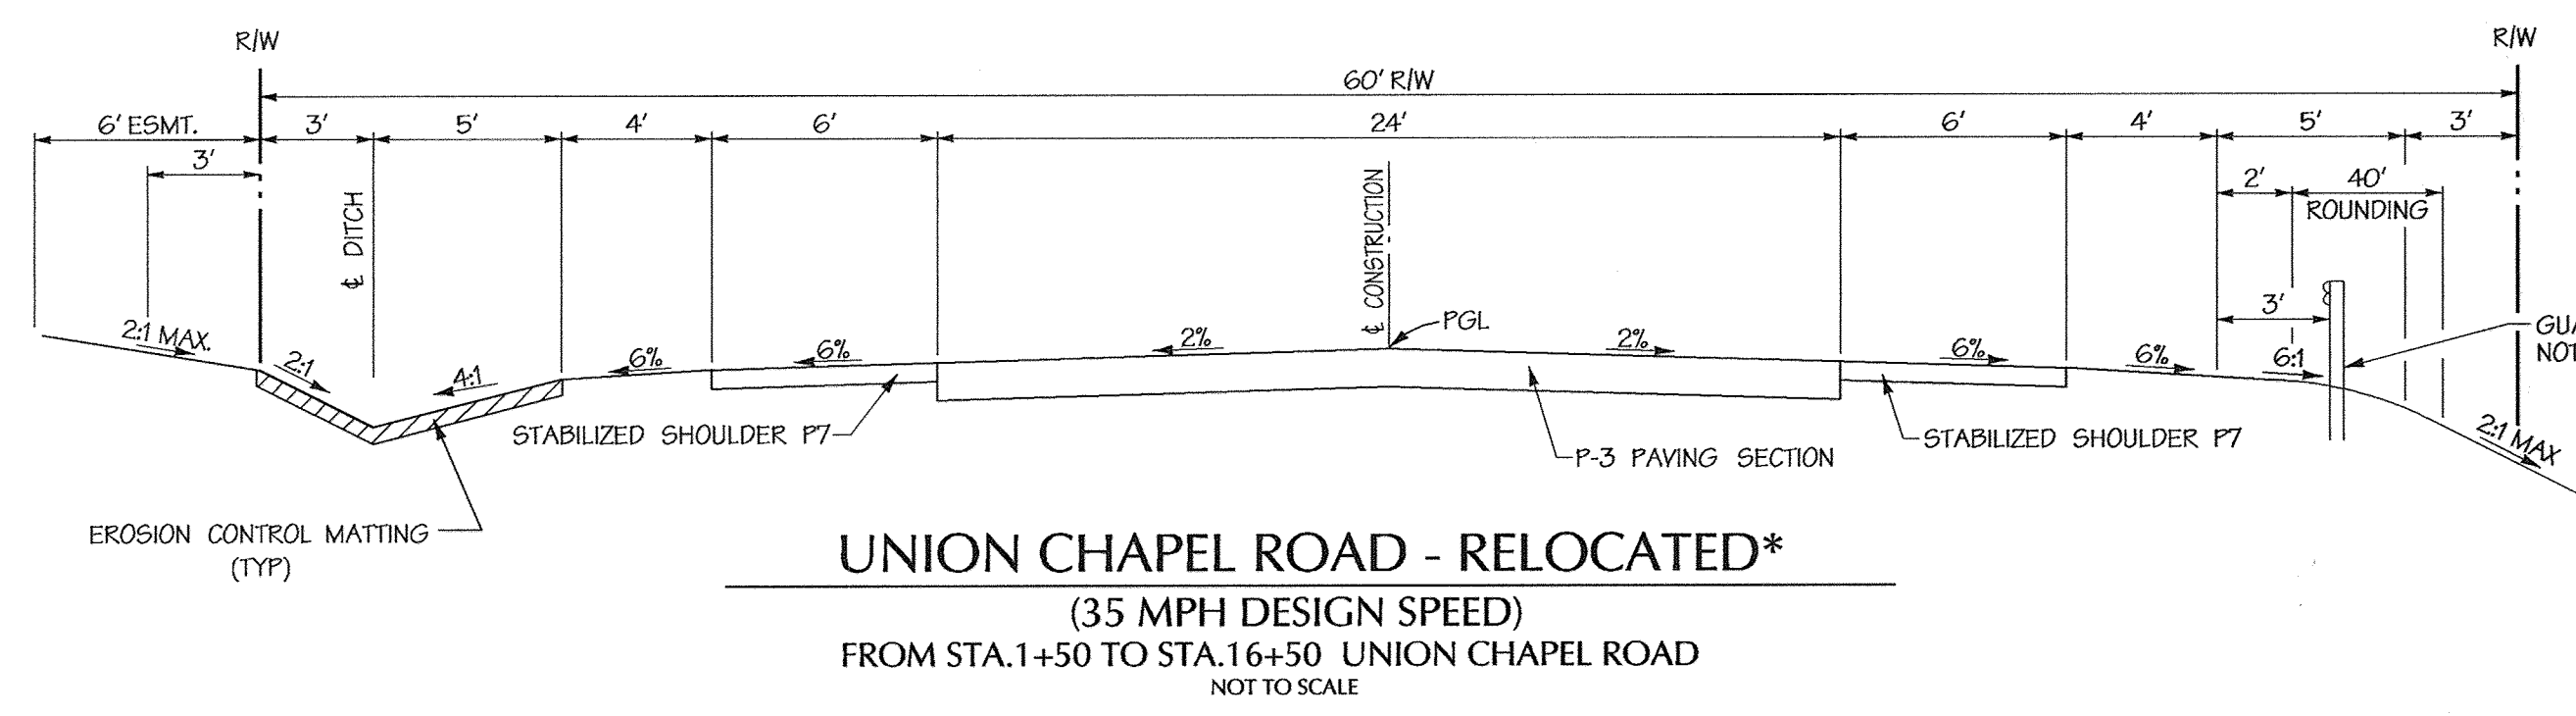 R/W
R/W
60' R/W
6' ESMT.
3'
5'
4'
6'
24'
6'
4'
5'
3'
3'
2'
40'
ROUNDING
℄ DITCH
℄ CONSTRUCTION
PGL
3'
2:1 MAX.
2:1
4:1
6%
6%
2%
2%
6%
6%
6:1
2:1 MAX
STABILIZED SHOULDER P7
P-3 PAVING SECTION
STABILIZED SHOULDER P7
EROSION CONTROL MATTING
(TYP)
UNION CHAPEL ROAD - RELOCATED*
(35 MPH DESIGN SPEED)
FROM STA.1+50 TO STA.16+50 UNION CHAPEL ROAD
NOT TO SCALE